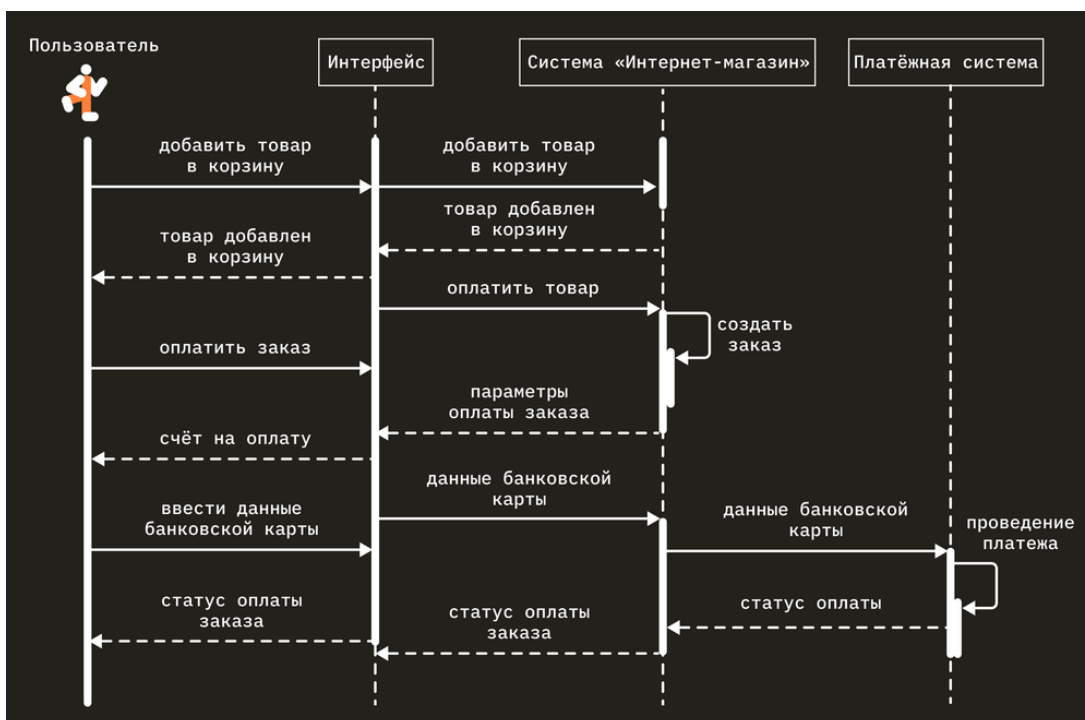 Пользователь
Интерфейс
Система «Интернет-магазин»
Платёжная система
добавить товар
в корзину
добавить товар
в корзину
товар добавлен
в корзину
товар добавлен
в корзину
оплатить товар
создать
заказ
оплатить заказ
параметры
оплаты заказа
счёт на оплату
данные банковской
карты
ввести данные
банковской карты
данные банковской
карты
проведение
платежа
статус оплаты
заказа
статус оплаты
заказа
статус оплаты